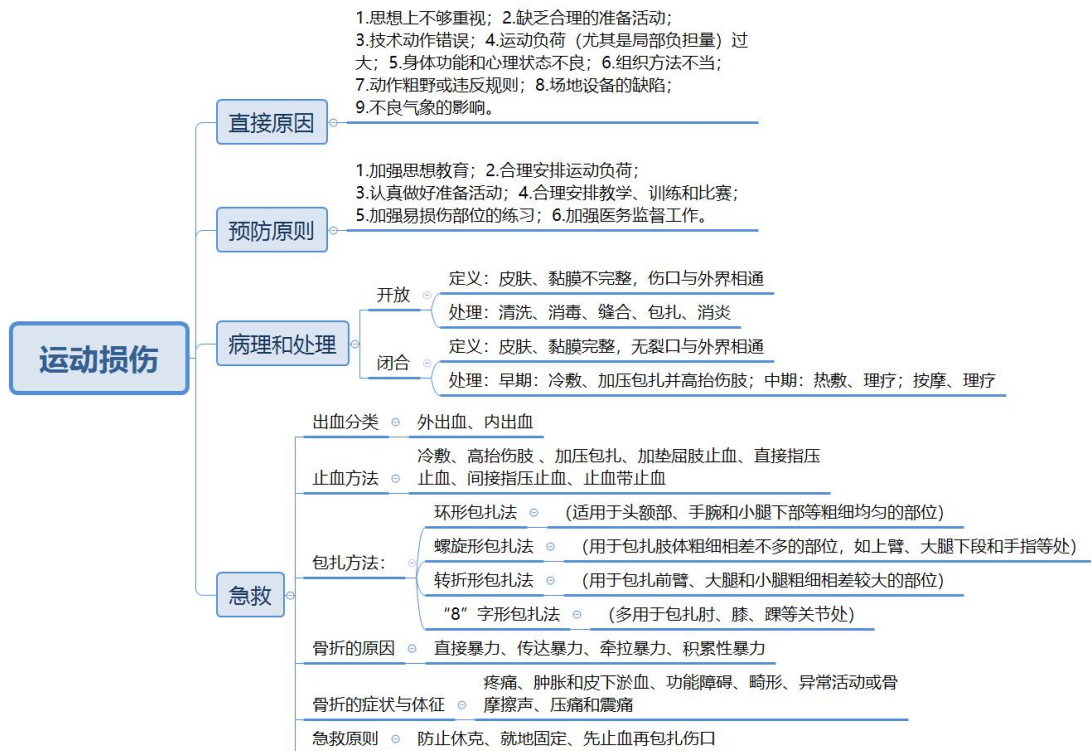 运动损伤
直接原因
1.思想上不够重视；2.缺乏合理的准备活动；
3.技术动作错误；4.运动负荷（尤其是局部负担量）过
大；5.身体功能和心理状态不良；6.组织方法不当；
7.动作粗野或违反规则；8.场地设备的缺陷；
9.不良气象的影响。
预防原则
1.加强思想教育；2.合理安排运动负荷；
3.认真做好准备活动；4.合理安排教学、训练和比赛；
5.加强易损伤部位的练习；6.加强医务监督工作。
病理和处理
开放
定义：皮肤、黏膜不完整，伤口与外界相通
处理：清洗、消毒、缝合、包扎、消炎
闭合
定义：皮肤、黏膜完整，无裂口与外界相通
处理：早期：冷敷、加压包扎并高抬伤肢；中期：热敷、理疗；按摩、理疗
急救
出血分类
外出血、内出血
止血方法
冷敷、高抬伤肢 、加压包扎、加垫屈肢止血、直接指压
止血、间接指压止血、止血带止血
包扎方法：
环形包扎法
（适用于头额部、手腕和小腿下部等粗细均匀的部位）
螺旋形包扎法
（用于包扎肢体粗细相差不多的部位，如上臂、大腿下段和手指等处）
转折形包扎法
（用于包扎前臂、大腿和小腿粗细相差较大的部位）
“8”字形包扎法
（多用于包扎肘、膝、踝等关节处）
骨折的原因
直接暴力、传达暴力、牵拉暴力、积累性暴力
骨折的症状与体征
疼痛、肿胀和皮下淤血、功能障碍、畸形、异常活动或骨
摩擦声、压痛和震痛
急救原则
防止休克、就地固定、先止血再包扎伤口